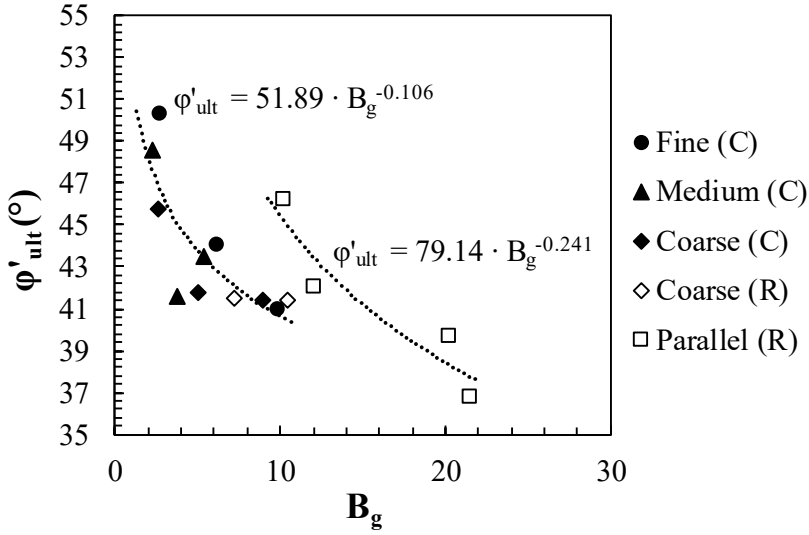 55
53
51
49
47
45
43
41
39
37
35
φ'ult (°)
φ'ult = 51.89 · Bg-0.106
φ'ult = 79.14 · Bg-0.241
0
10
20
30
Bg
Fine (C)
Medium (C)
Coarse (C)
Coarse (R)
Parallel (R)